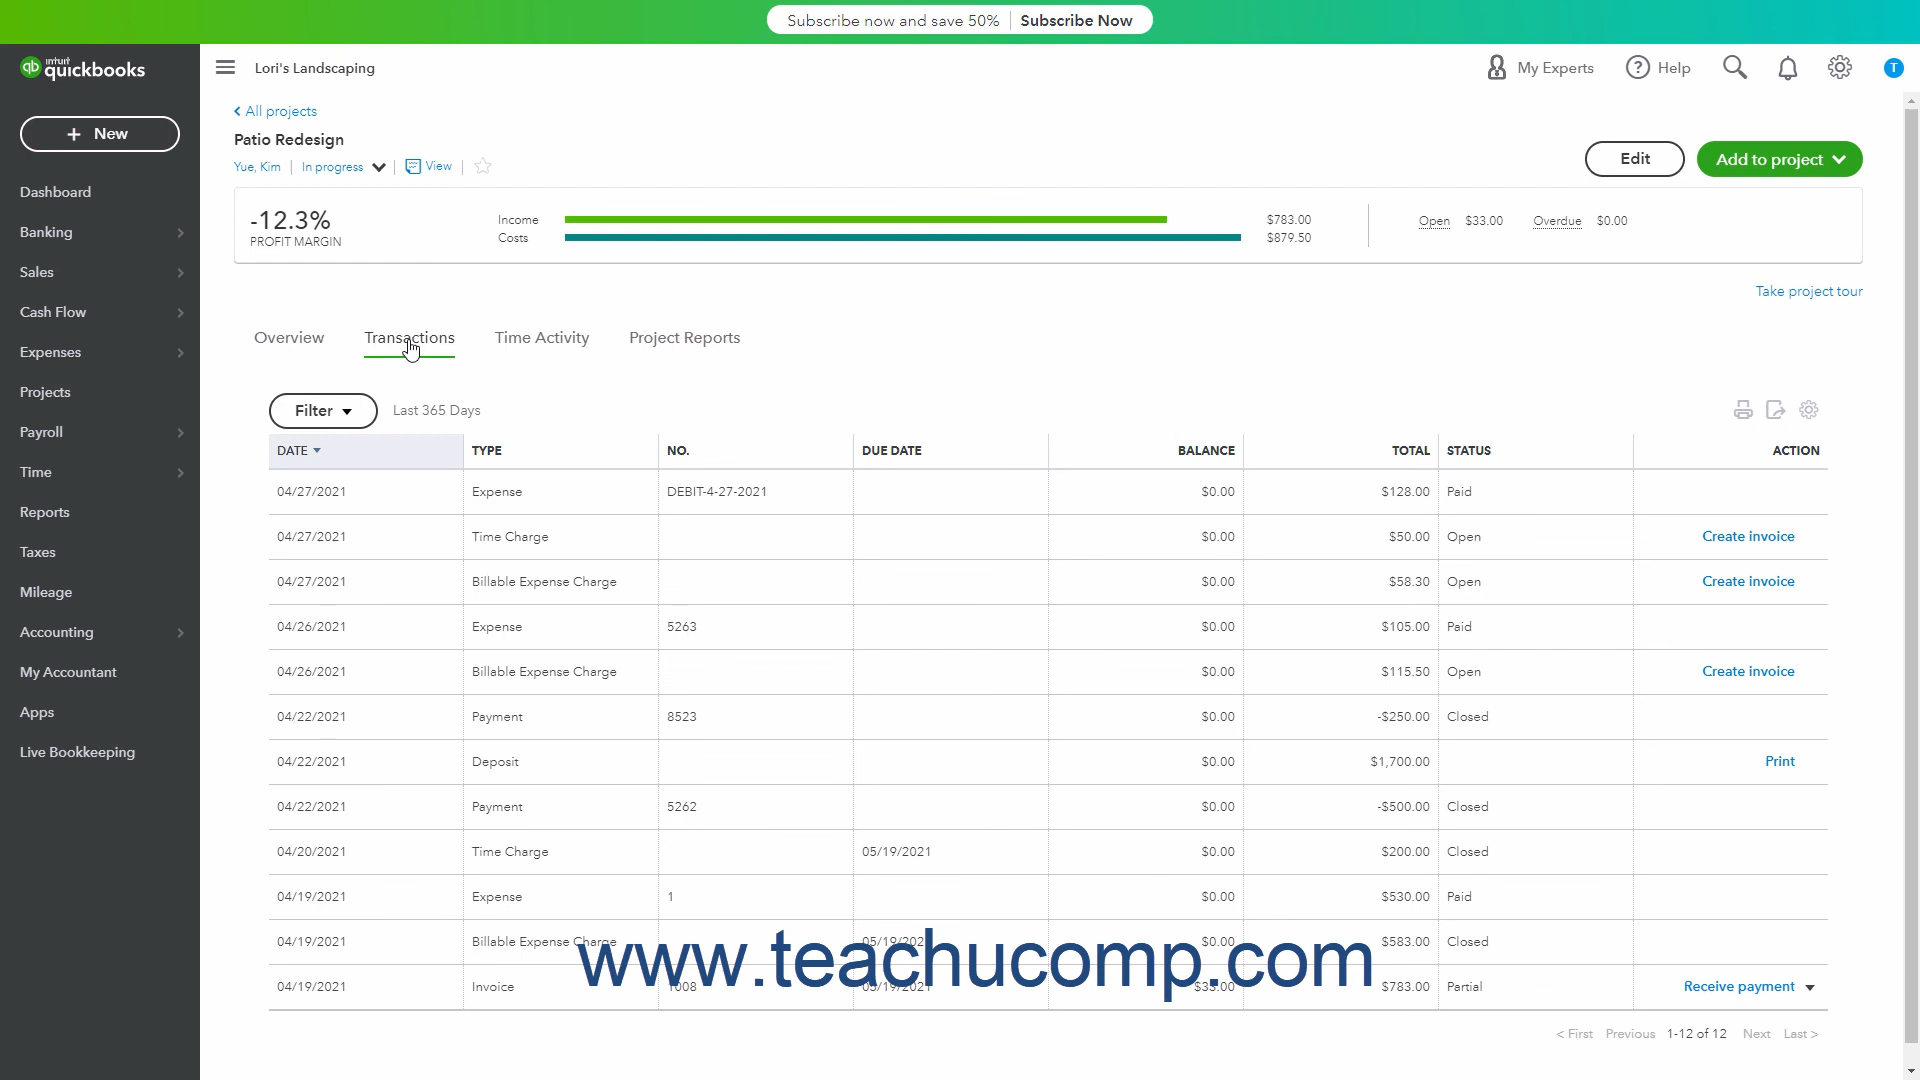 Subscribe now and save 50% Subscribe Now
intuit quickbooks
Lori's Landscaping
My Experts Help T
+ New
Dashboard
Banking
Sales
Cash Flow
Expenses
Projects
Payroll
Time
Reports
Taxes
Mileage
Accounting
My Accountant
Apps
Live Bookkeeping
< All projects
Patio Redesign
Yue, Kim In progress View
Edit Add to project
-12.3% Income $783.00 Open $33.00 Overdue $0.00
PROFIT MARGIN Costs $879.50
Take project tour
Overview Transactions Time Activity Project Reports
Filter Last 365 Days
DATE TYPE NO. DUE DATE BALANCE TOTAL STATUS ACTION
04/27/2021 Expense DEBIT-4-27-2021 $0.00 $128.00 Paid
04/27/2021 Time Charge $0.00 $50.00 Open Create invoice
04/27/2021 Billable Expense Charge $0.00 $58.30 Open Create invoice
04/26/2021 Expense 5263 $0.00 $105.00 Paid
04/26/2021 Billable Expense Charge $0.00 $115.50 Open Create invoice
04/22/2021 Payment 8523 $0.00 -$250.00 Closed
04/22/2021 Deposit $0.00 $1,700.00 Print
04/22/2021 Payment 5262 $0.00 -$500.00 Closed
04/20/2021 Time Charge 05/19/2021 $0.00 $200.00 Closed
04/19/2021 Expense 1 $0.00 $530.00 Paid
04/19/2021 Billable Expense Charge 05/19/2021 $0.00 $583.00 Closed
www.teachucomp.com
04/19/2021 Invoice 1008 05/19/2021 $33.00 $783.00 Partial Receive payment
< First Previous 1-12 of 12 Next Last >